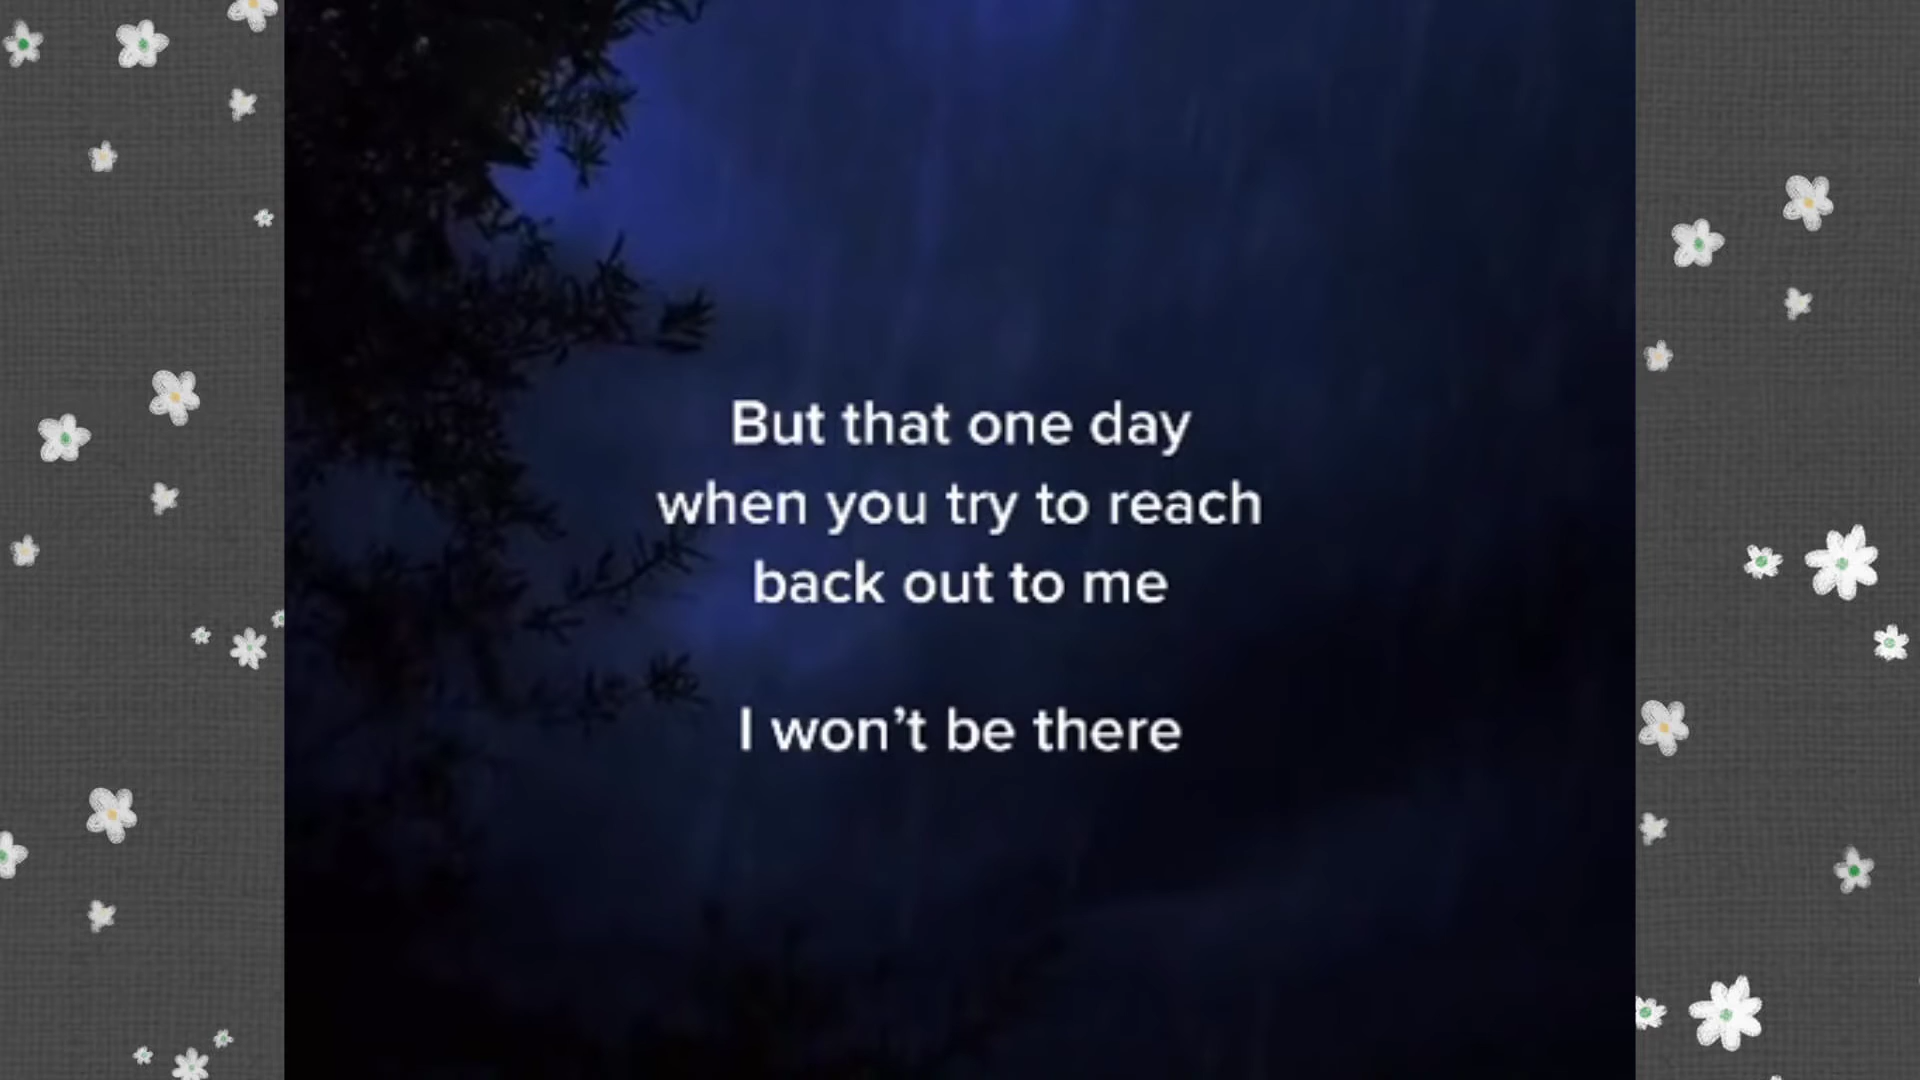 But that one day
when you try to reach
back out to me
I won’t be there